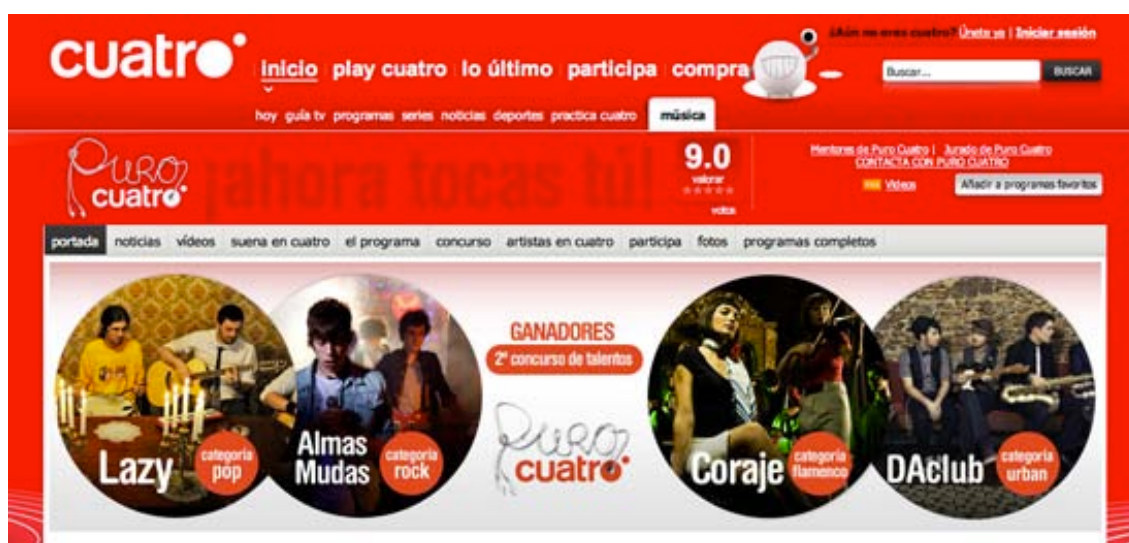 cuatro
¿Aún no eres cuatro? Únete ya | Iniciar sesión
inicio play cuatro lo último participa compra
Buscar... BUSCAR
hoy guía tv programas series noticias deportes practica cuatro música
Puro cuatro
¡ahora tocas tú!
9.0
valorar
votos
Mentores de Puro Cuatro | Jurado de Puro Cuatro
CONTACTA CON PURO CUATRO
Vídeos Añadir a programas favoritos
portada noticias vídeos suena en cuatro el programa concurso artistas en cuatro participa fotos programas completos
Lazy
categoría pop
Almas
Mudas
categoría rock
GANADORES
2º concurso de talentos
Puro
cuatro
Coraje
categoría flamenco
DAclub
categoría urban